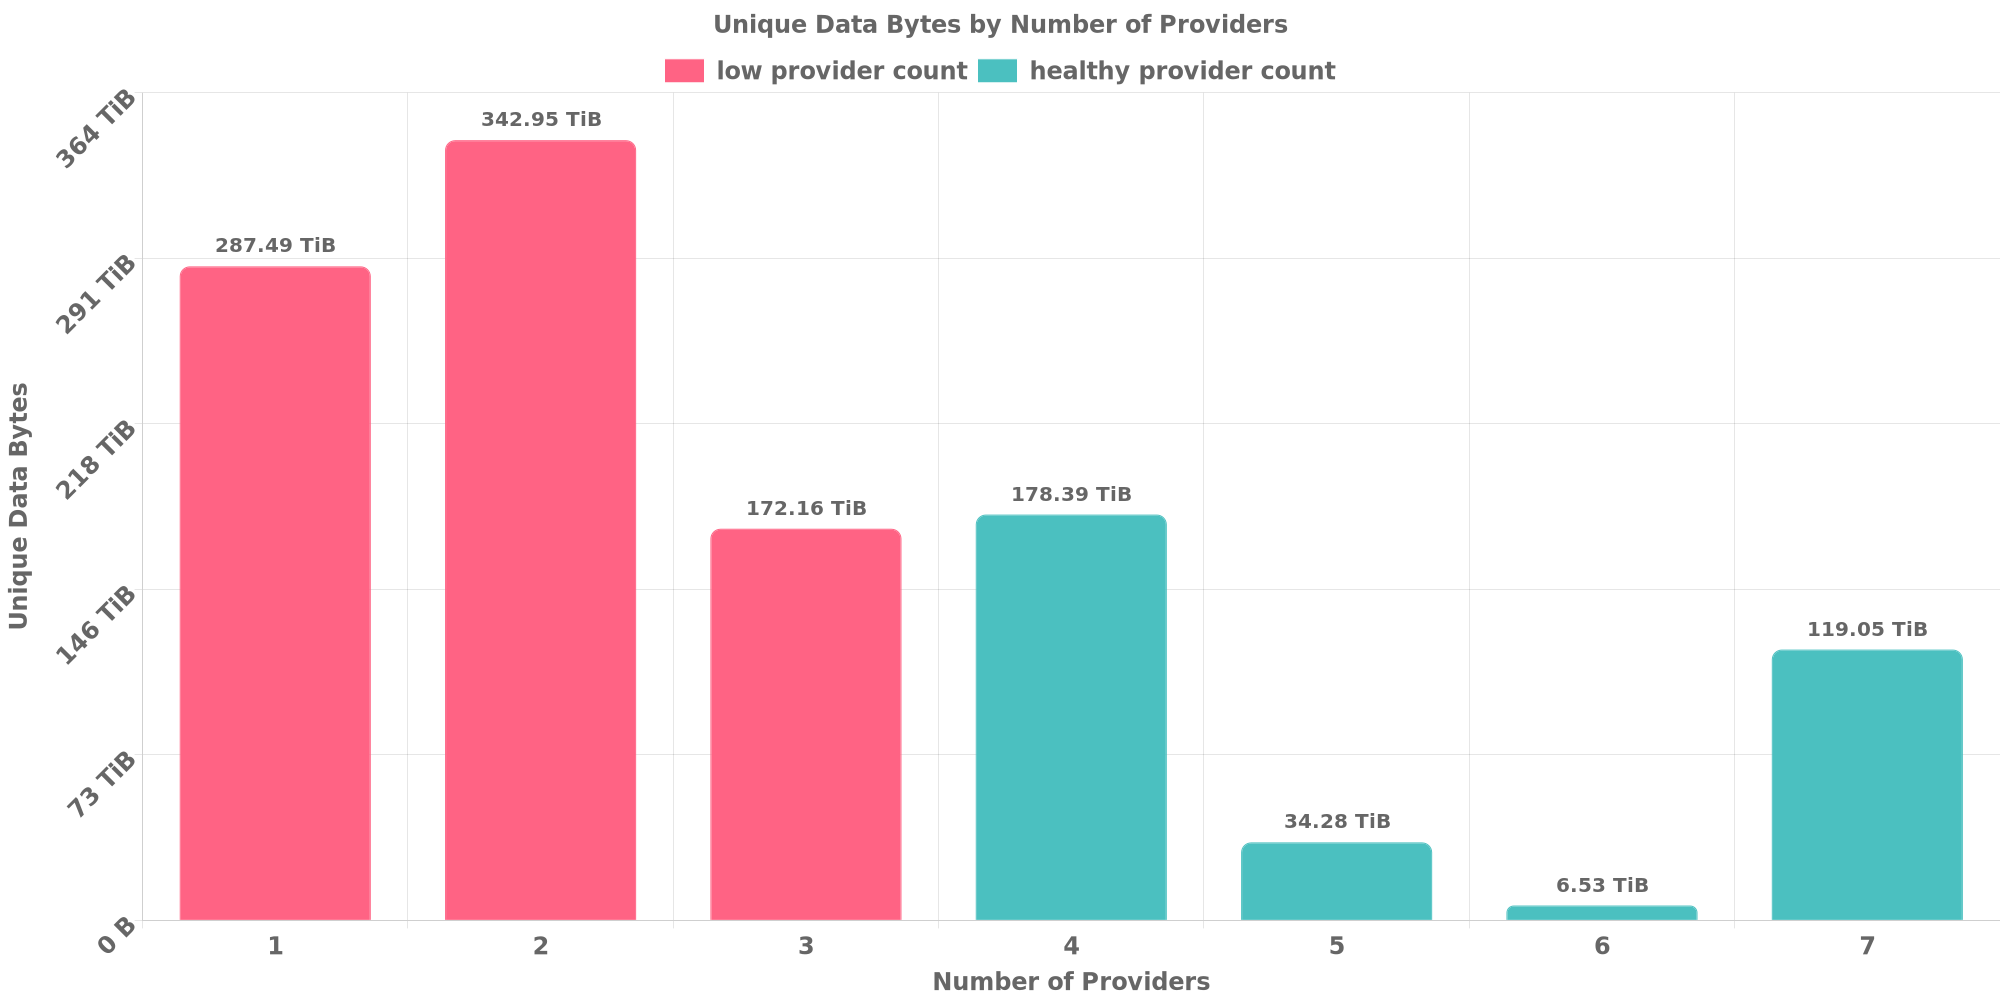 Unique Data Bytes by Number of Providers
low provider count healthy provider count
364 TiB
291 TiB
218 TiB
146 TiB
73 TiB
0 B
Unique Data Bytes
287.49 TiB
342.95 TiB
172.16 TiB
178.39 TiB
34.28 TiB
6.53 TiB
119.05 TiB
1 2 3 4 5 6 7
Number of Providers